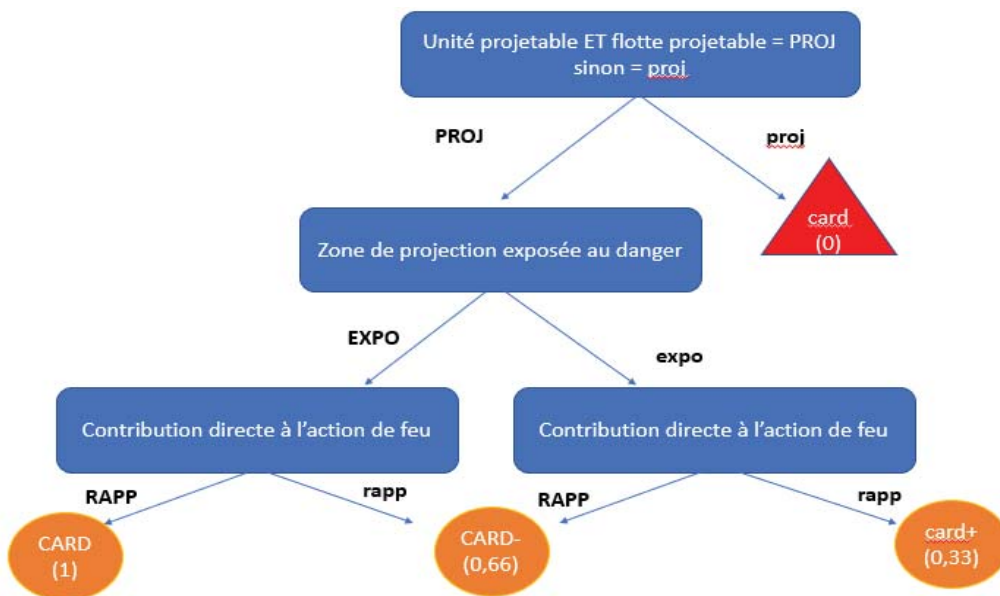 Unité projetable ET flotte projetable = PROJ
sinon = proj
PROJ
proj
card
(0)
Zone de projection exposée au danger
EXPO
expo
Contribution directe à l'action de feu
Contribution directe à l'action de feu
RAPP
rapp
RAPP
rapp
CARD
(1)
CARD-
(0,66)
card+
(0,33)